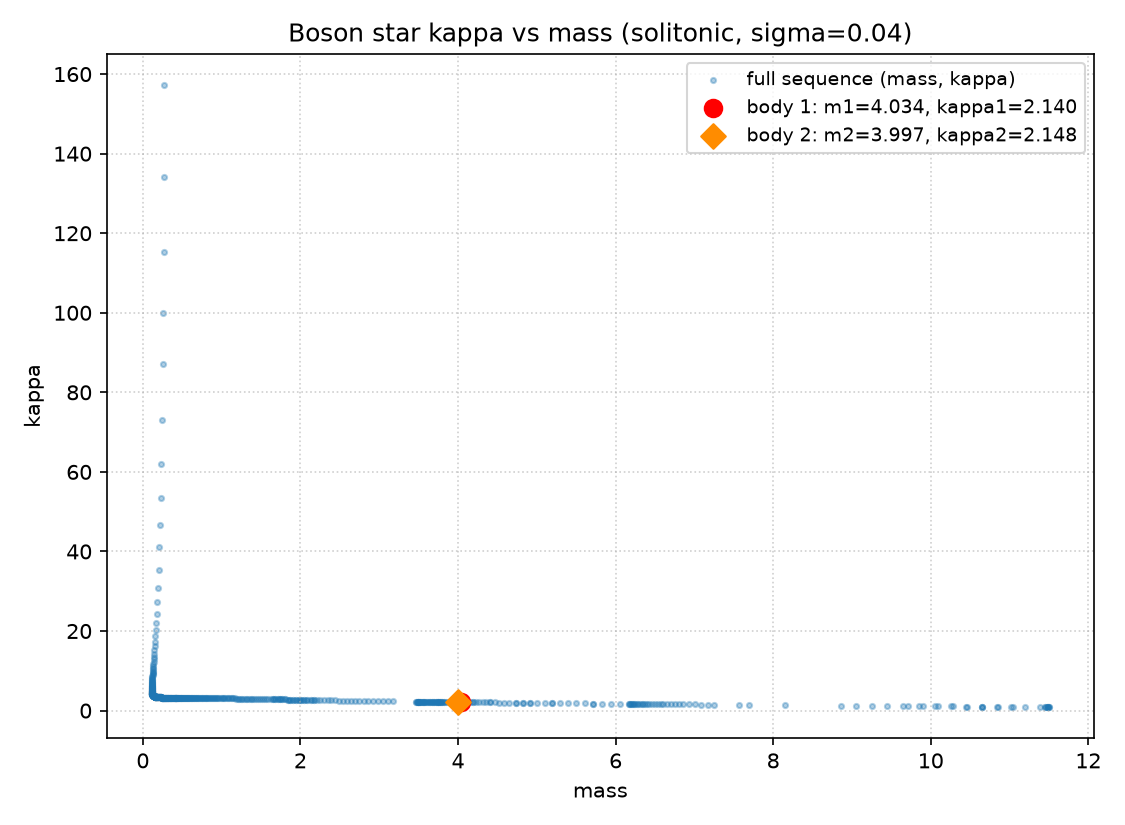 Boson star kappa vs mass (solitonic, sigma=0.04)
full sequence (mass, kappa)
body 1: m1=4.034, kappa1=2.140
body 2: m2=3.997, kappa2=2.148
kappa
160
140
120
100
80
60
40
20
0
0 2 4 6 8 10 12
mass